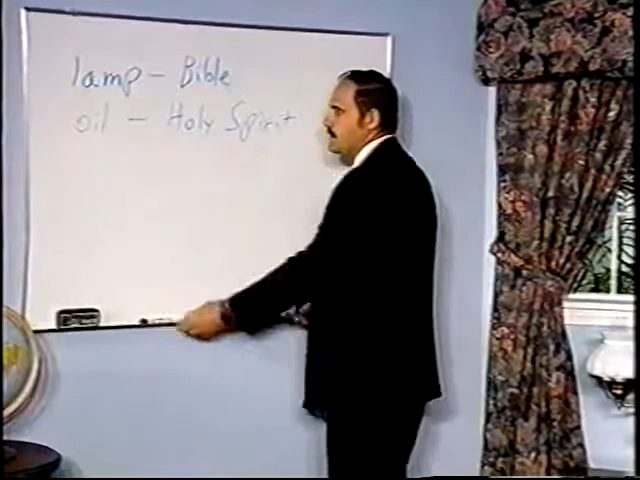 lamp – Bible
oil – Holy Spirit